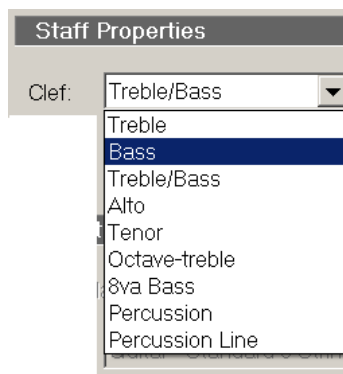 Staff Properties
Clef: Treble/Bass
Treble
Bass
Treble/Bass
Alto
Tenor
Octave-treble
8va Bass
Percussion
Percussion Line